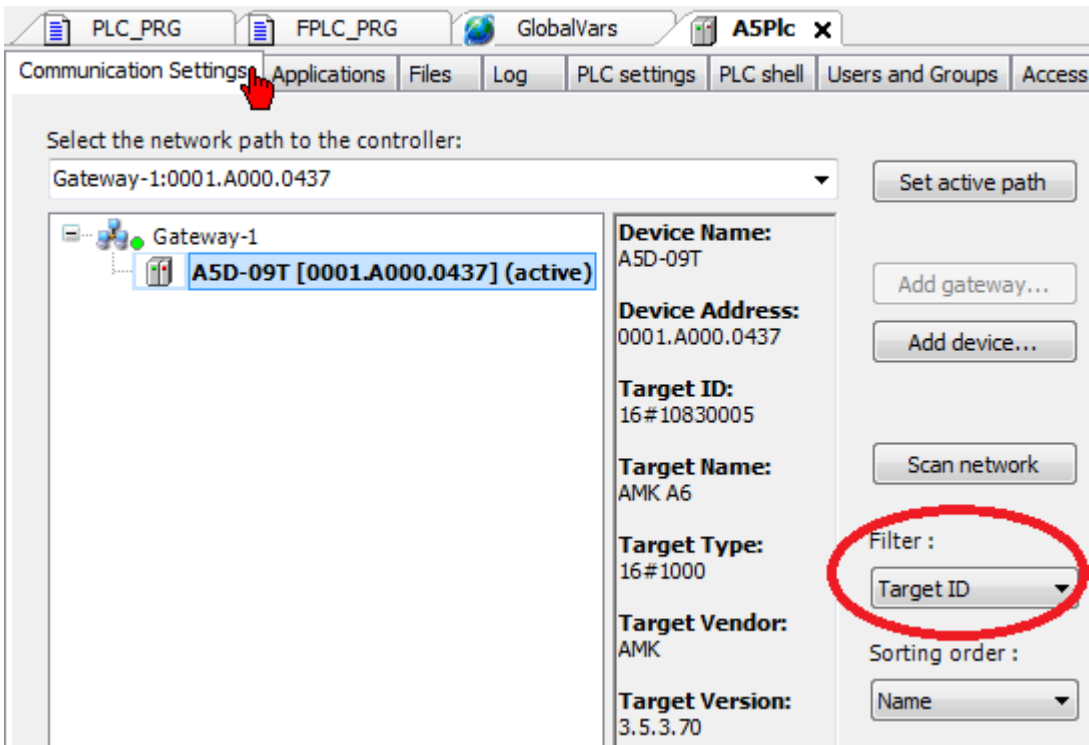 PLC_PRG FPLC_PRG GlobalVars A5Plc x
Communication Settings Applications Files Log PLC settings PLC shell Users and Groups Access
Select the network path to the controller:
Gateway-1:0001.A000.0437
Set active path
Gateway-1
A5D-09T [0001.A000.0437] (active)
Device Name:
A5D-09T
Device Address:
0001.A000.0437
Target ID:
16#10830005
Target Name:
AMK A6
Target Type:
16#1000
Target Vendor:
AMK
Target Version:
3.5.3.70
Add gateway...
Add device...
Scan network
Filter :
Target ID
Sorting order :
Name